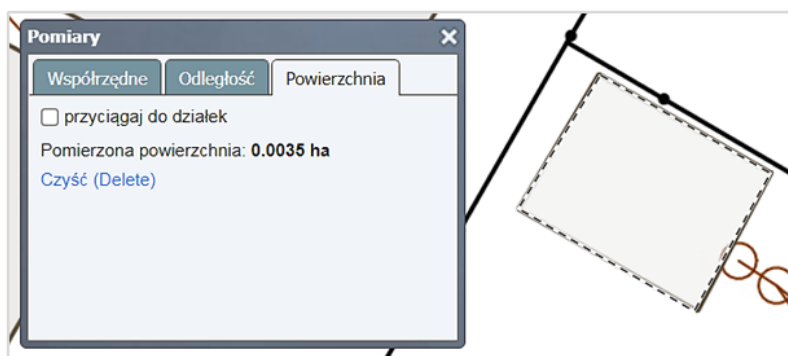 Pomiary
Współrzędne Odległość Powierzchnia
przyciągaj do działek
Pomierzona powierzchnia: 0.0035 ha
Czyść (Delete)